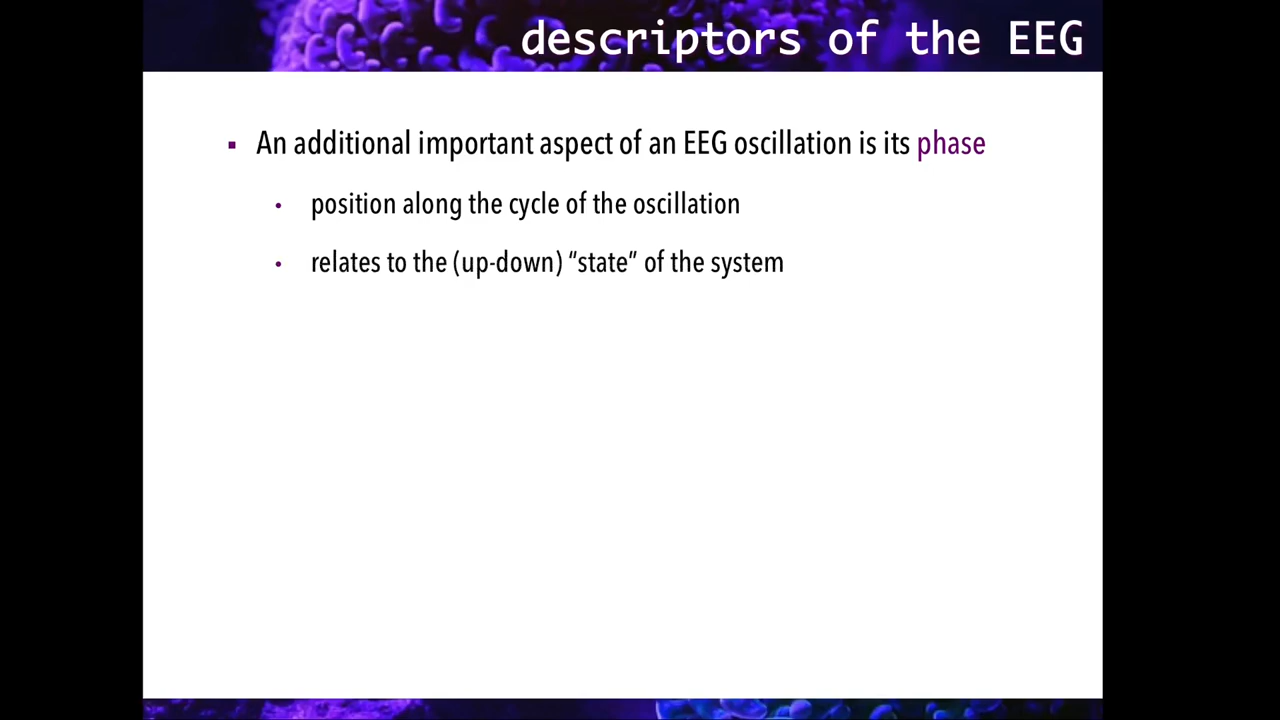 descriptors of the EEG
▪ An additional important aspect of an EEG oscillation is its phase
• position along the cycle of the oscillation
• relates to the (up-down) “state” of the system